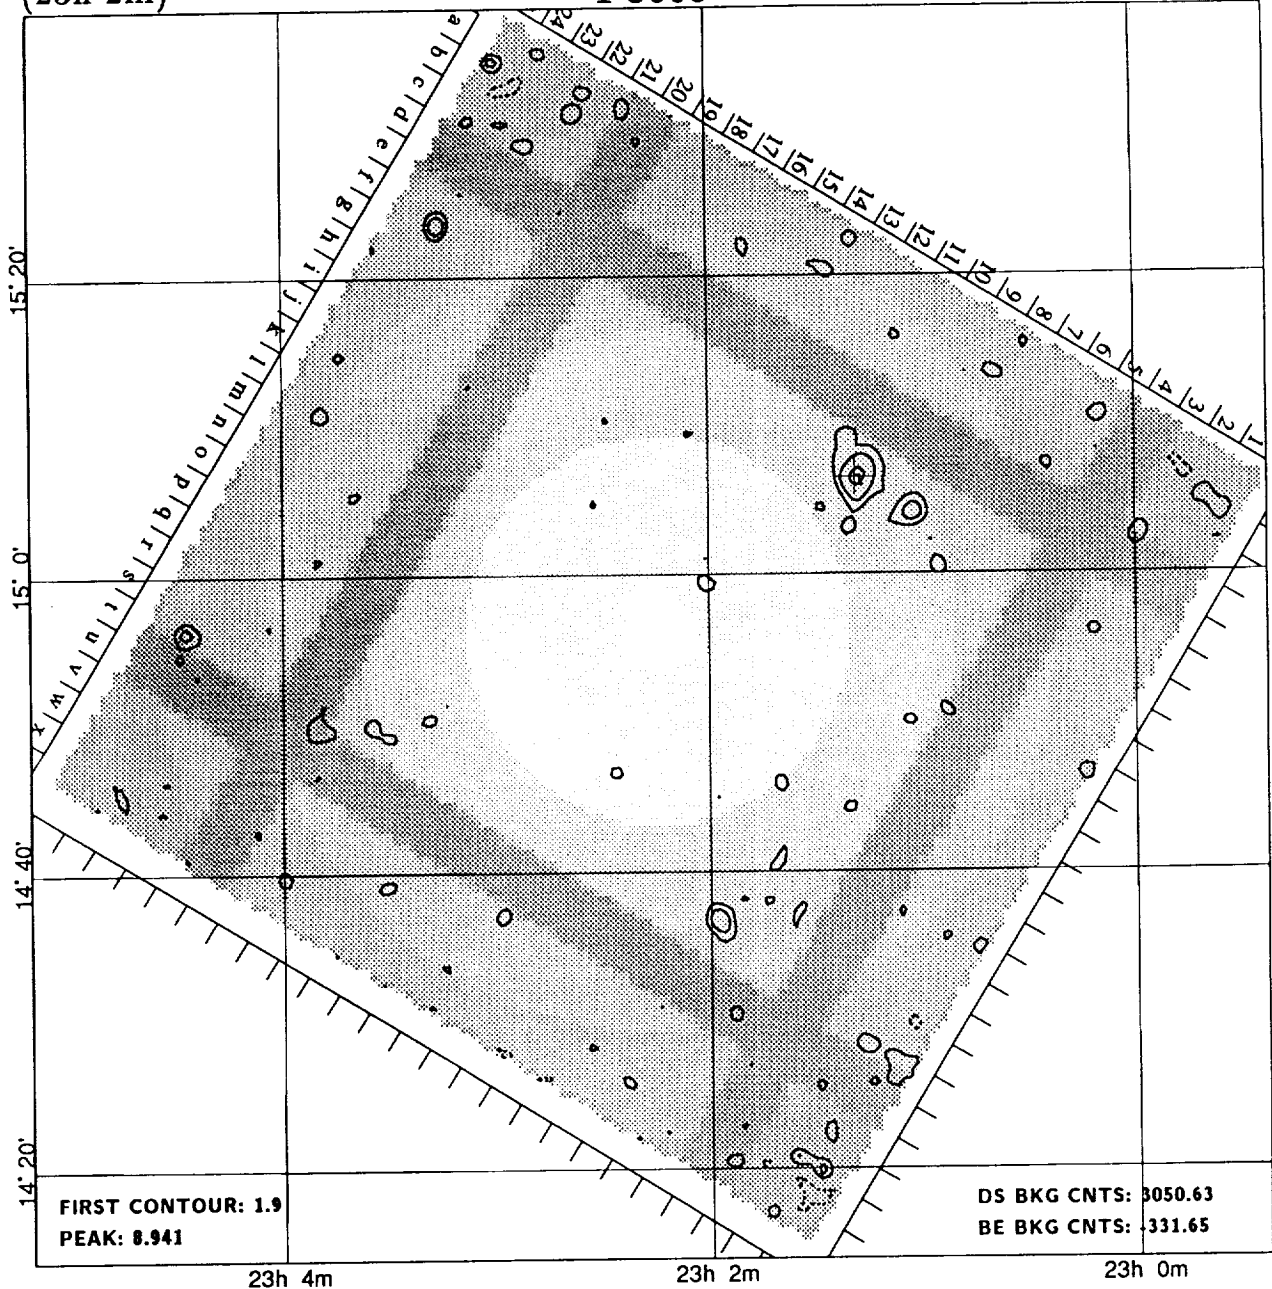 24 23 22 21 20 19 18 17 16 15 14 13 12 11 10 9 8 7 6 5 4 3 2 1
a b c d e f g h i j k l m n o p q r s t u v w x
15° 20'
15° 0'
14° 40'
14° 20'
FIRST CONTOUR: 1.9
PEAK: 8.941
DS BKG CNTS: 3050.63
BE BKG CNTS: -331.65
23h 4m
23h 2m
23h 0m